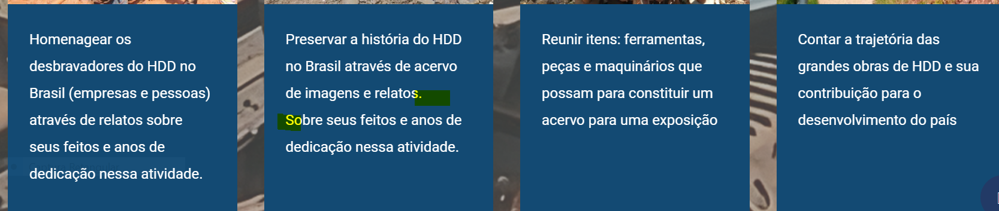 Homenagear os
desbravadores do HDD no
Brasil (empresas e pessoas)
através de relatos sobre
seus feitos e anos de
dedicação nessa atividade.
Preservar a história do HDD
no Brasil através de acervo
de imagens e relatos.
Sobre seus feitos e anos de
dedicação nessa atividade.
Reunir itens: ferramentas,
peças e maquinários que
possam para constituir um
acervo para uma exposição
Contar a trajetória das
grandes obras de HDD e sua
contribuição para o
desenvolvimento do país